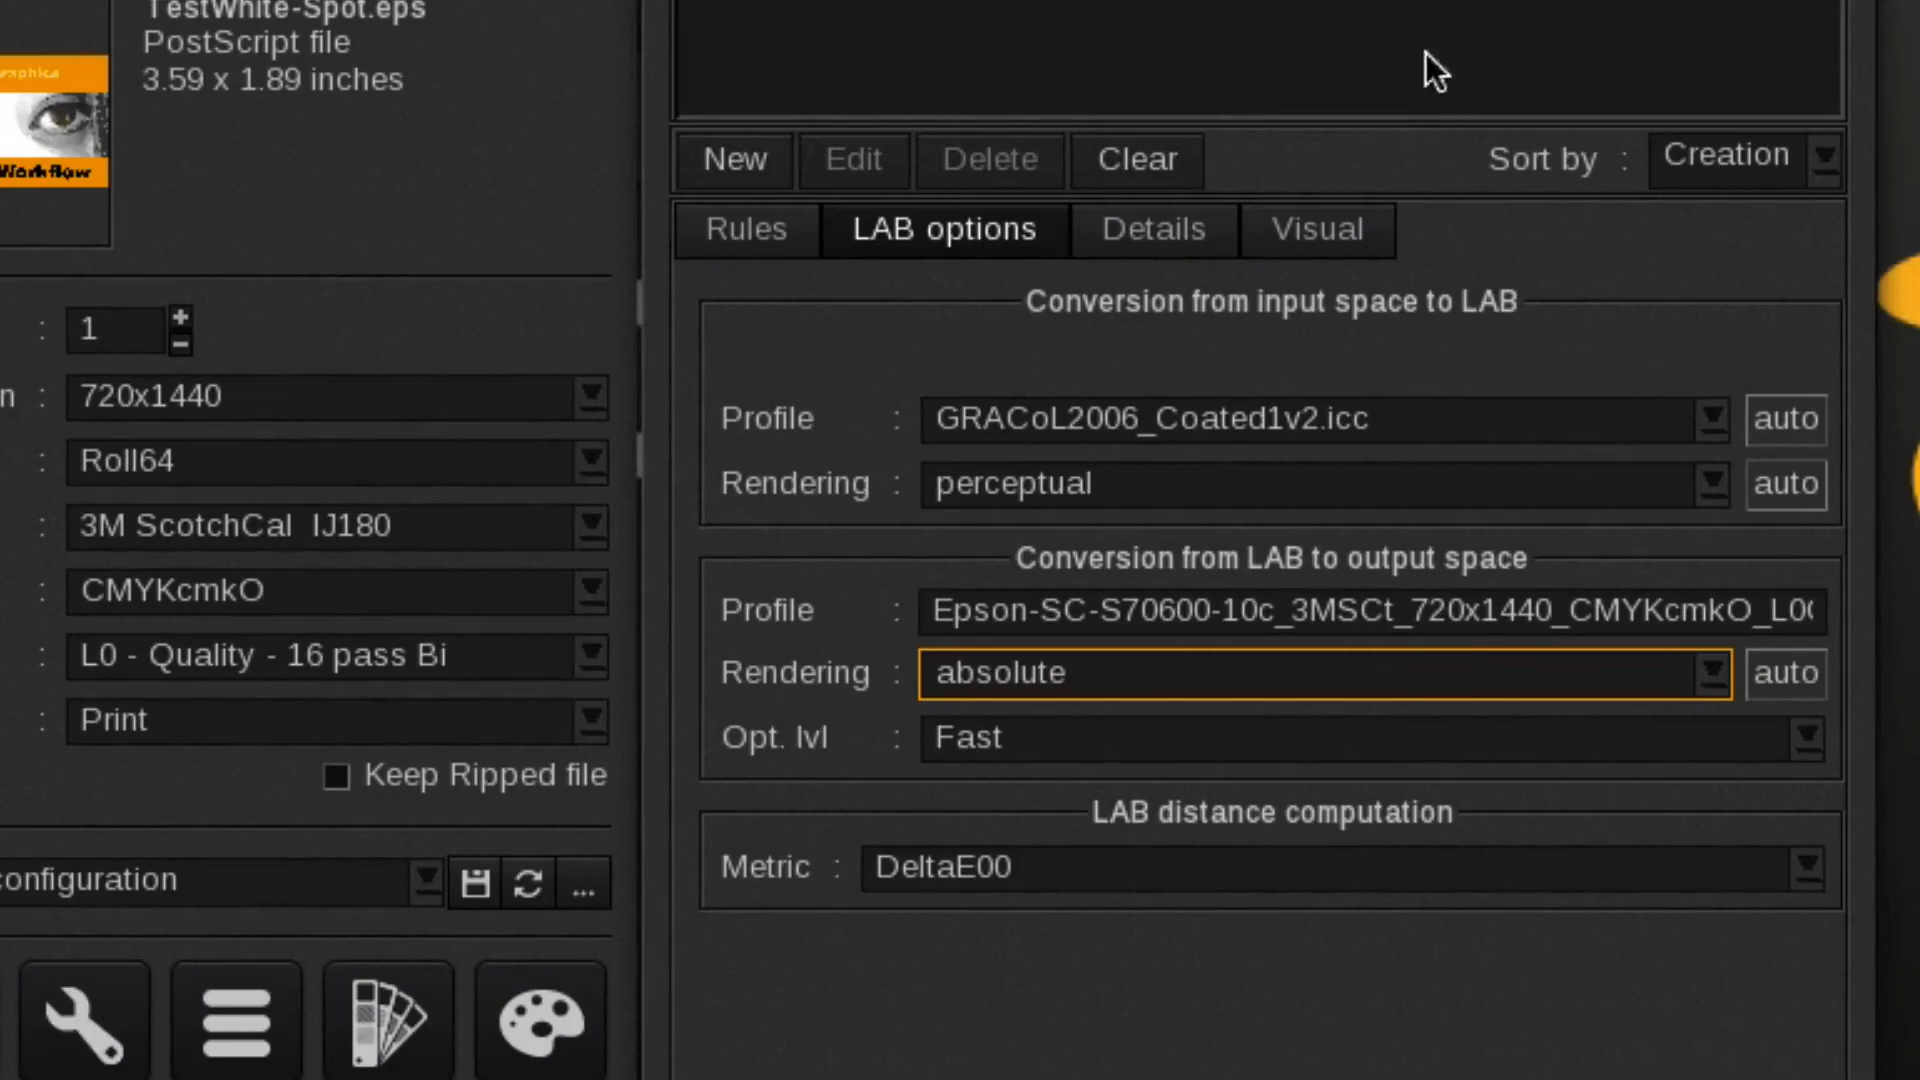 TestWhite-Spot.eps
PostScript file
3.59 x 1.89 inches
Workflow
: 1
n : 720x1440
: Roll64
: 3M ScotchCal IJ180
: CMYKcmkO
: L0 - Quality - 16 pass Bi
: Print
Keep Ripped file
configuration
...
New Edit Delete Clear Sort by : Creation
Rules LAB options Details Visual
Conversion from input space to LAB
Profile : GRACoL2006_Coated1v2.icc auto
Rendering : perceptual auto
Conversion from LAB to output space
Profile : Epson-SC-S70600-10c_3MSCt_720x1440_CMYKcmkO_L0
Rendering : absolute auto
Opt. lvl : Fast
LAB distance computation
Metric : DeltaE00